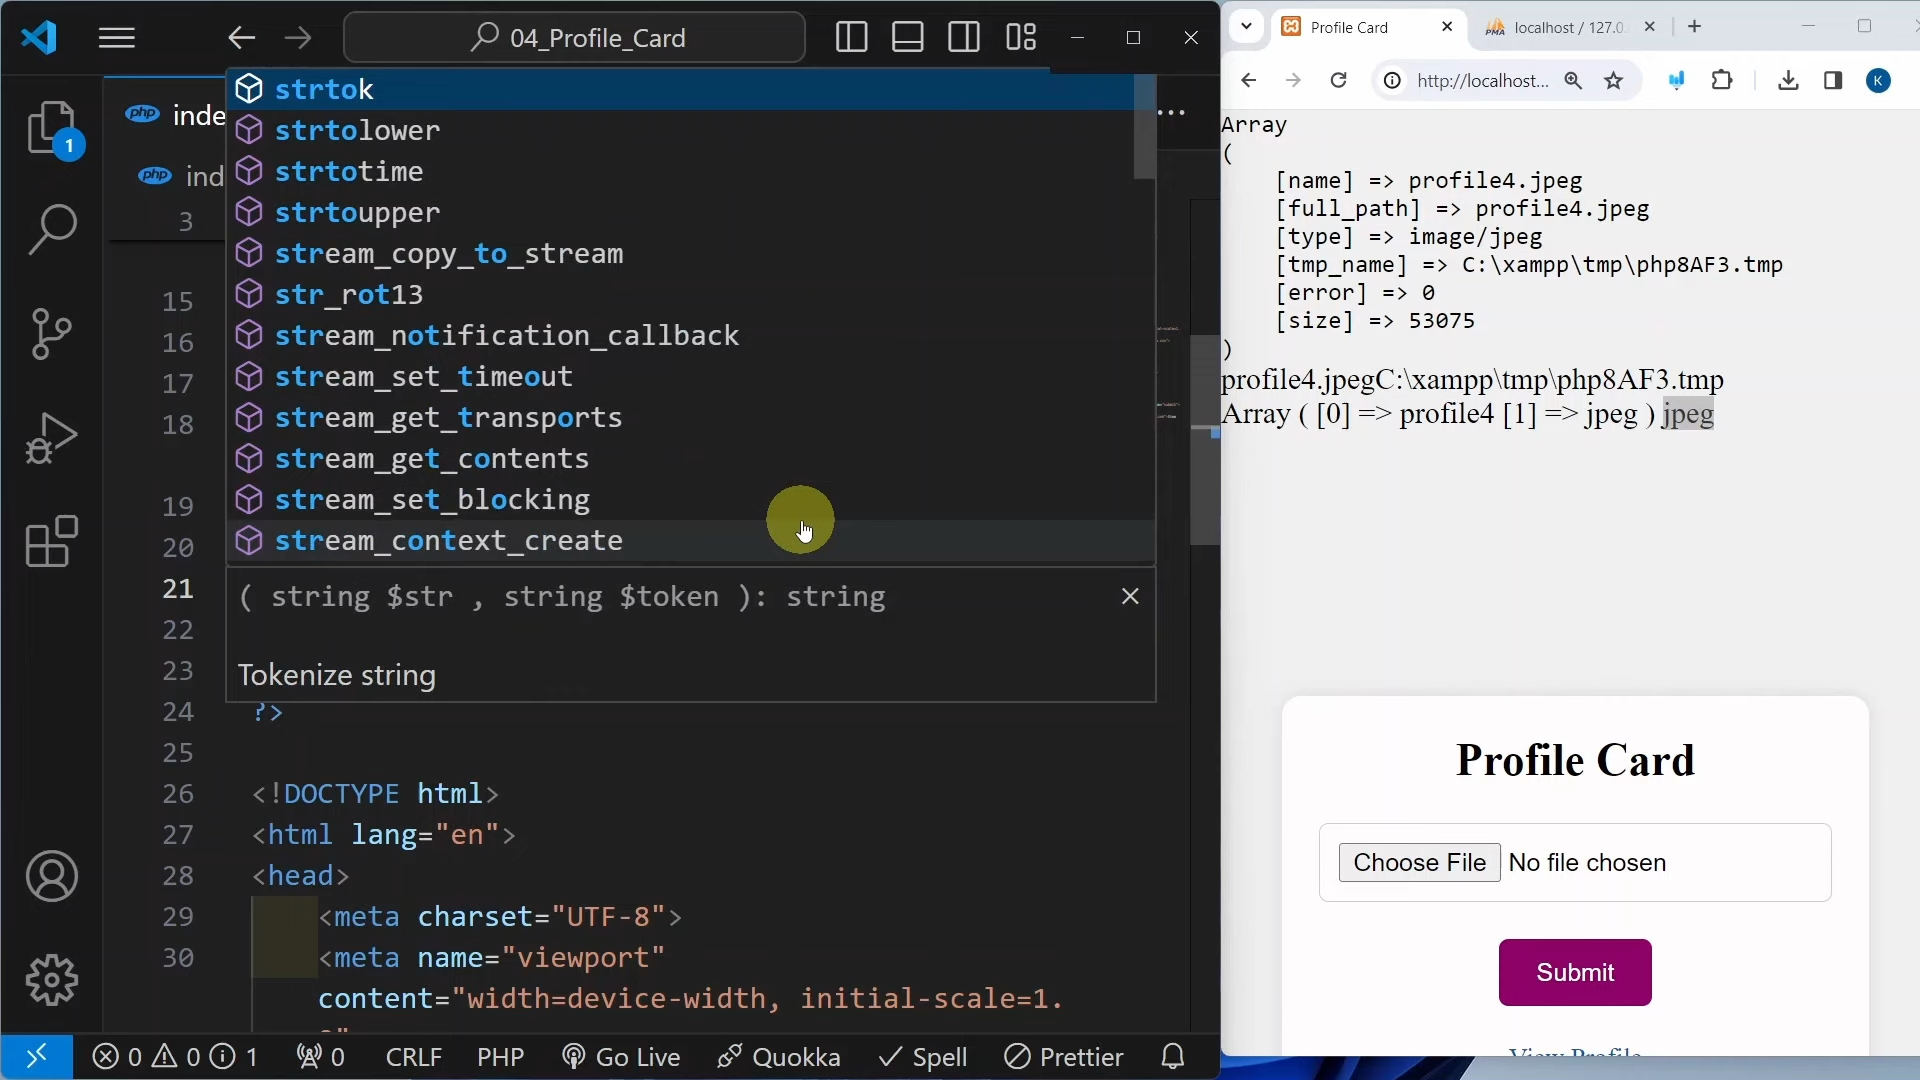 04_Profile_Card
1
php inde
php ind
3
15
16
17
18
19
20
21
22
23
24
25
26
27
28
29
30
strtok
strtolower
strtotime
strtoupper
stream_copy_to_stream
str_rot13
stream_notification_callback
stream_set_timeout
stream_get_transports
stream_get_contents
stream_set_blocking
stream_context_create
( string $str , string $token ): string
Tokenize string
?>
<!DOCTYPE html>
<html lang="en">
<head>
<meta charset="UTF-8">
<meta name="viewport"
content="width=device-width, initial-scale=1.
0 0 1
0
CRLF
PHP
Go Live
Quokka
Spell
Prettier
Profile Card
localhost / 127.0.
http://localhost...
K
Array
(
[name] => profile4.jpeg
[full_path] => profile4.jpeg
[type] => image/jpeg
[tmp_name] => C:\xampp\tmp\php8AF3.tmp
[error] => 0
[size] => 53075
)
profile4.jpegC:\xampp\tmp\php8AF3.tmp
Array ( [0] => profile4 [1] => jpeg ) jpeg
Profile Card
Choose File No file chosen
Submit
View Profile